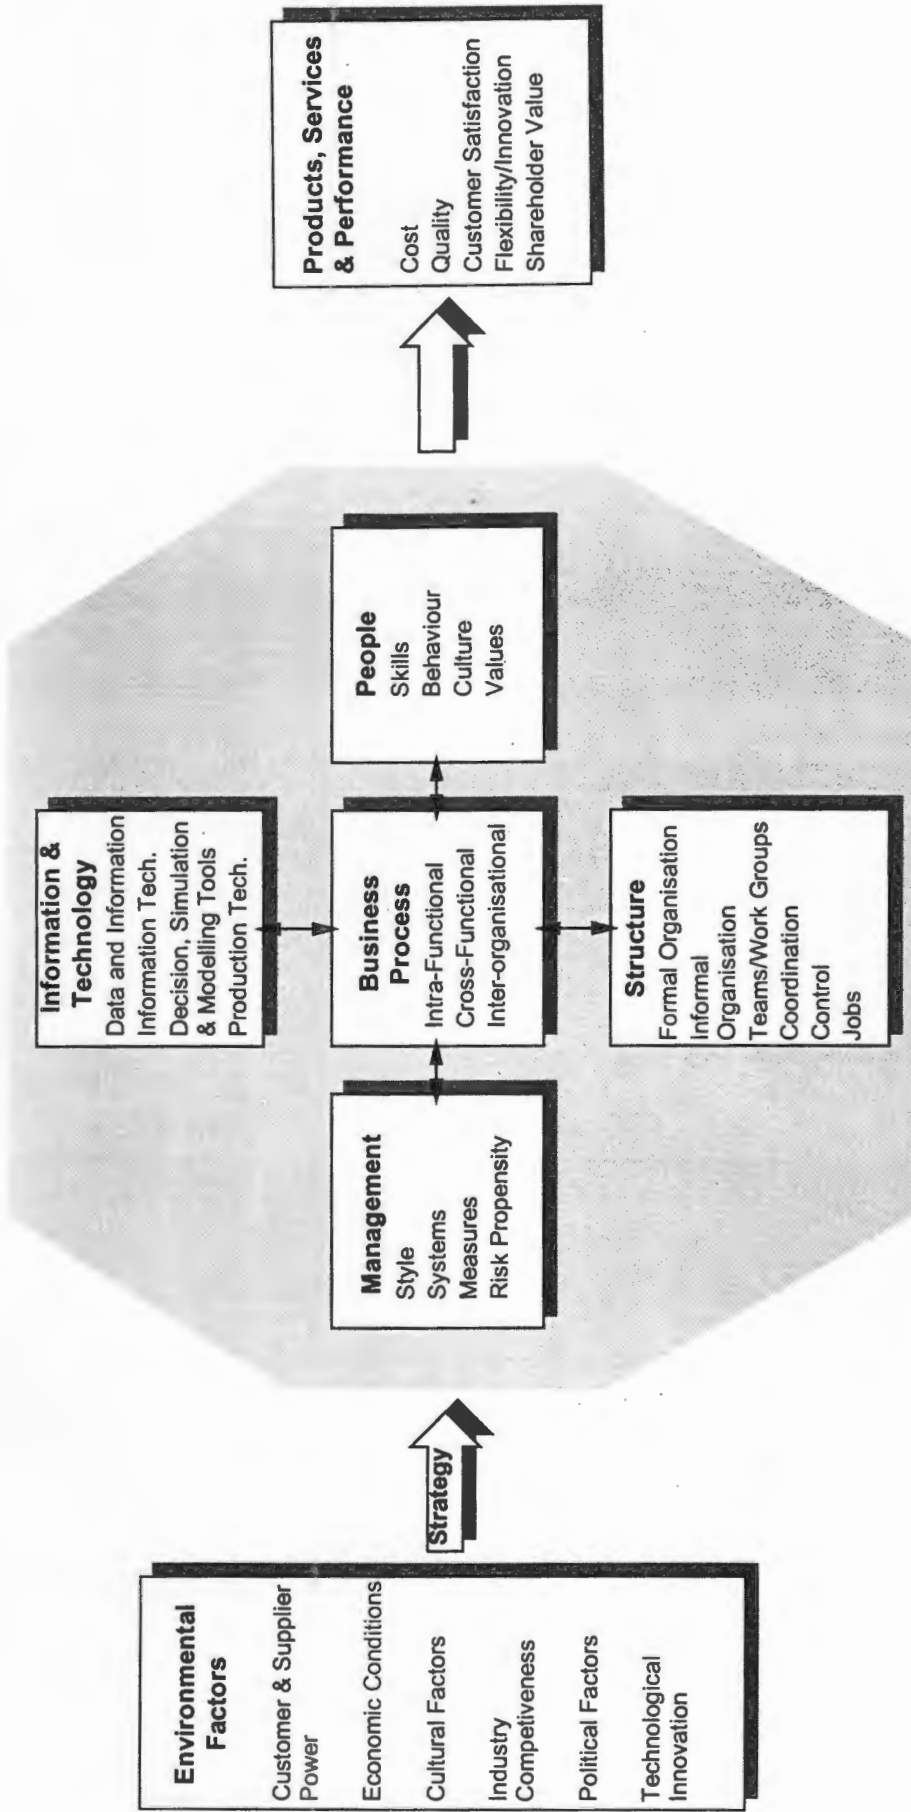 Environmental
Factors
Customer & Supplier
Power
Economic Conditions
Cultural Factors
Industry
Competiveness
Political Factors
Technological
Innovation
Strategy
Management
Style
Systems
Measures
Risk Propensity
Information &
Technology
Data and Information
Information Tech.
Decision, Simulation
& Modelling Tools
Production Tech.
Business
Process
Intra-Functional
Cross-Functional
Inter-organisational
Structure
Formal Organisation
Informal
Organisation
Teams/Work Groups
Coordination
Control
Jobs
People
Skills
Behaviour
Culture
Values
Products, Services
& Performance
Cost
Quality
Customer Satisfaction
Flexibility/Innovation
Shareholder Value